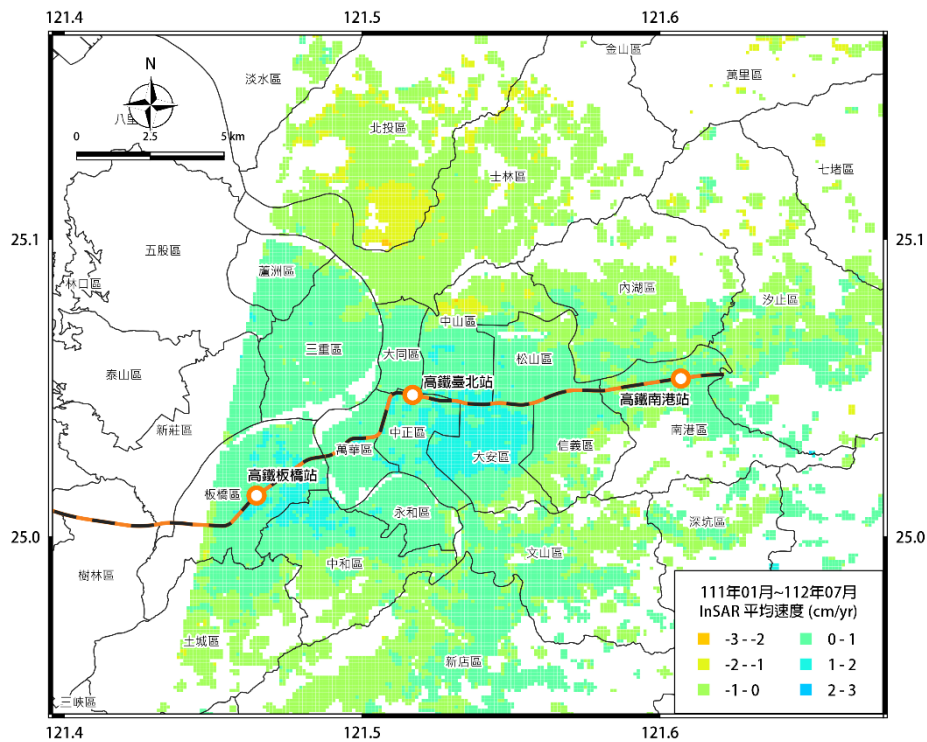 121.4
121.5
121.6
金山區
萬里區
淡水區
N
八里
北投區
0
2.5
5 km
士林區
七堵區
25.1
25.1
五股區
蘆洲區
林口區
內湖區
汐止區
中山區
三重區
大同區
松山區
泰山區
高鐵臺北站
高鐵南港站
新莊區
中正區
南港區
萬華區
信義區
大安區
高鐵板橋站
板橋區
永和區
深坑區
25.0
25.0
文山區
中和區
樹林區
土城區
新店區
三峽區
111年01月~112年07月
InSAR 平均速度 (cm/yr)
-3 - -2
0 - 1
-2 - -1
1 - 2
-1 - 0
2 - 3
121.4
121.5
121.6